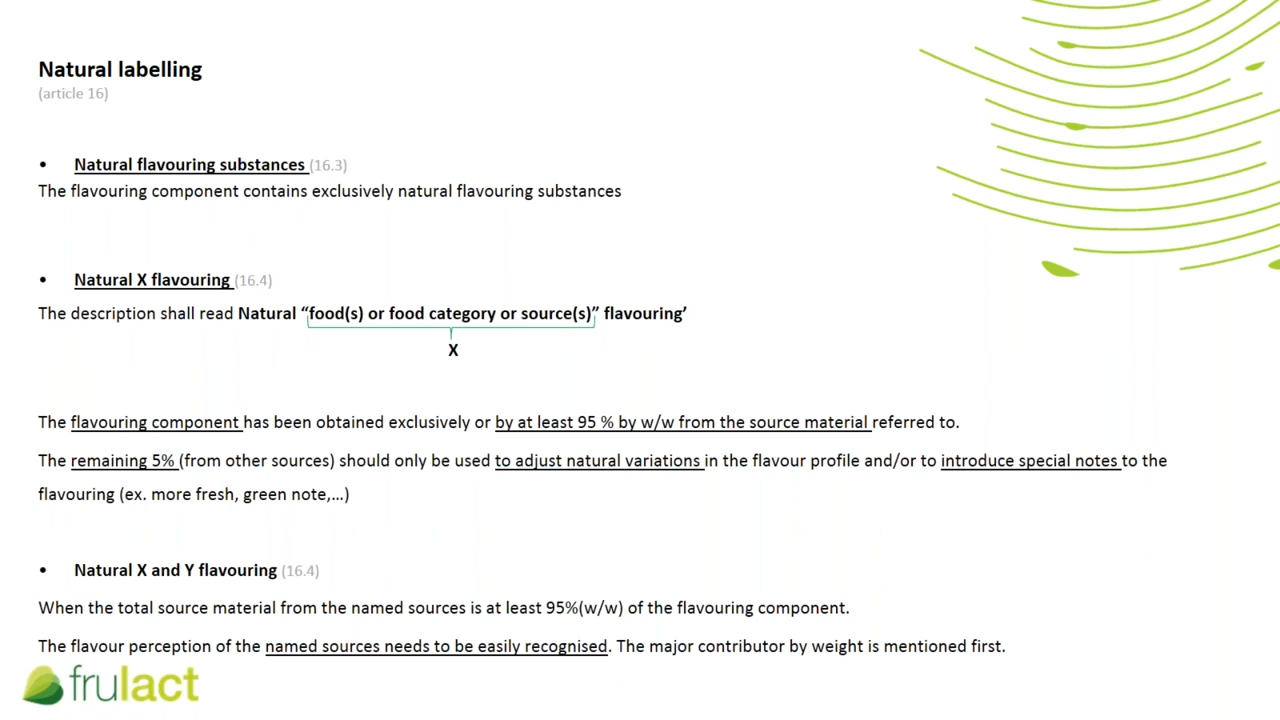 Natural labelling
(article 16)
• Natural flavouring substances (16.3)
The flavouring component contains exclusively natural flavouring substances
• Natural X flavouring (16.4)
The description shall read Natural “food(s) or food category or source(s)” flavouring’
X
The flavouring component has been obtained exclusively or by at least 95 % by w/w from the source material referred to.
The remaining 5% (from other sources) should only be used to adjust natural variations in the flavour profile and/or to introduce special notes to the
flavouring (ex. more fresh, green note,…)
• Natural X and Y flavouring (16.4)
When the total source material from the named sources is at least 95%(w/w) of the flavouring component.
The flavour perception of the named sources needs to be easily recognised. The major contributor by weight is mentioned first.
frulact